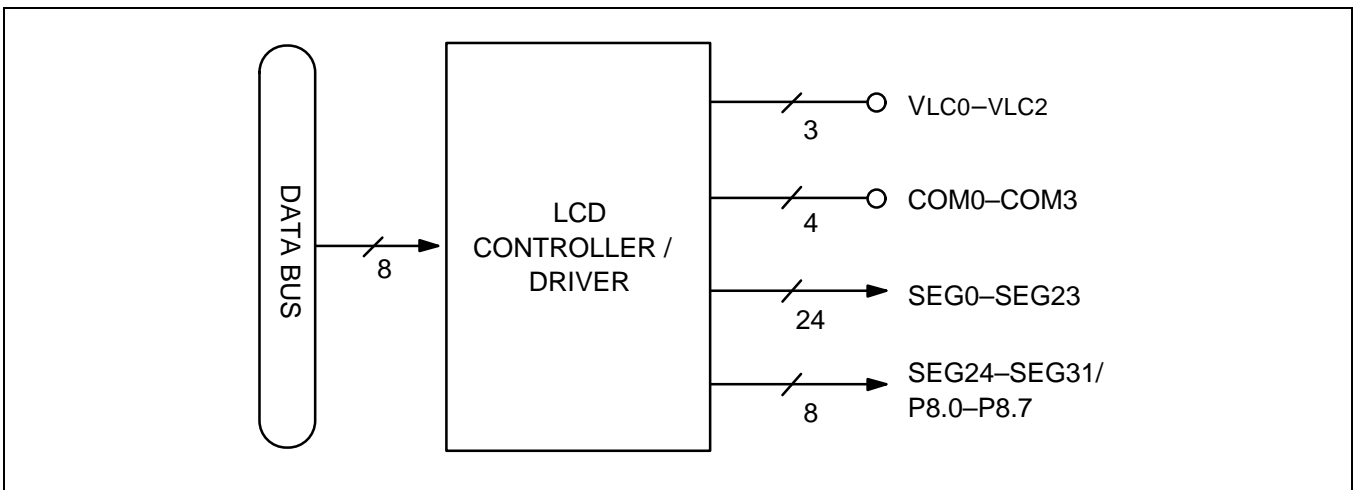 DATA BUS
8
LCD
CONTROLLER /
DRIVER
3
VLC0–VLC2
4
COM0–COM3
24
SEG0–SEG23
8
SEG24–SEG31/
P8.0–P8.7